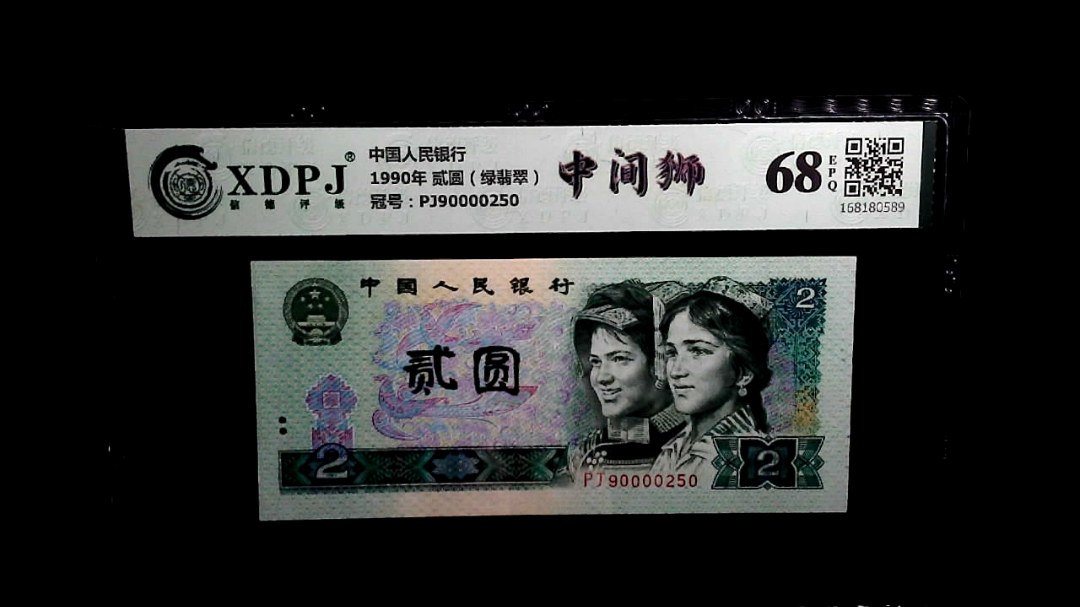 XDPJ®
信德评级
中国人民银行
1990年 贰圆（绿翡翠）
冠号：PJ90000250
中间狮
68
EPQ
168180589
中國人民銀行
贰圆
2
2
2
PJ90000250